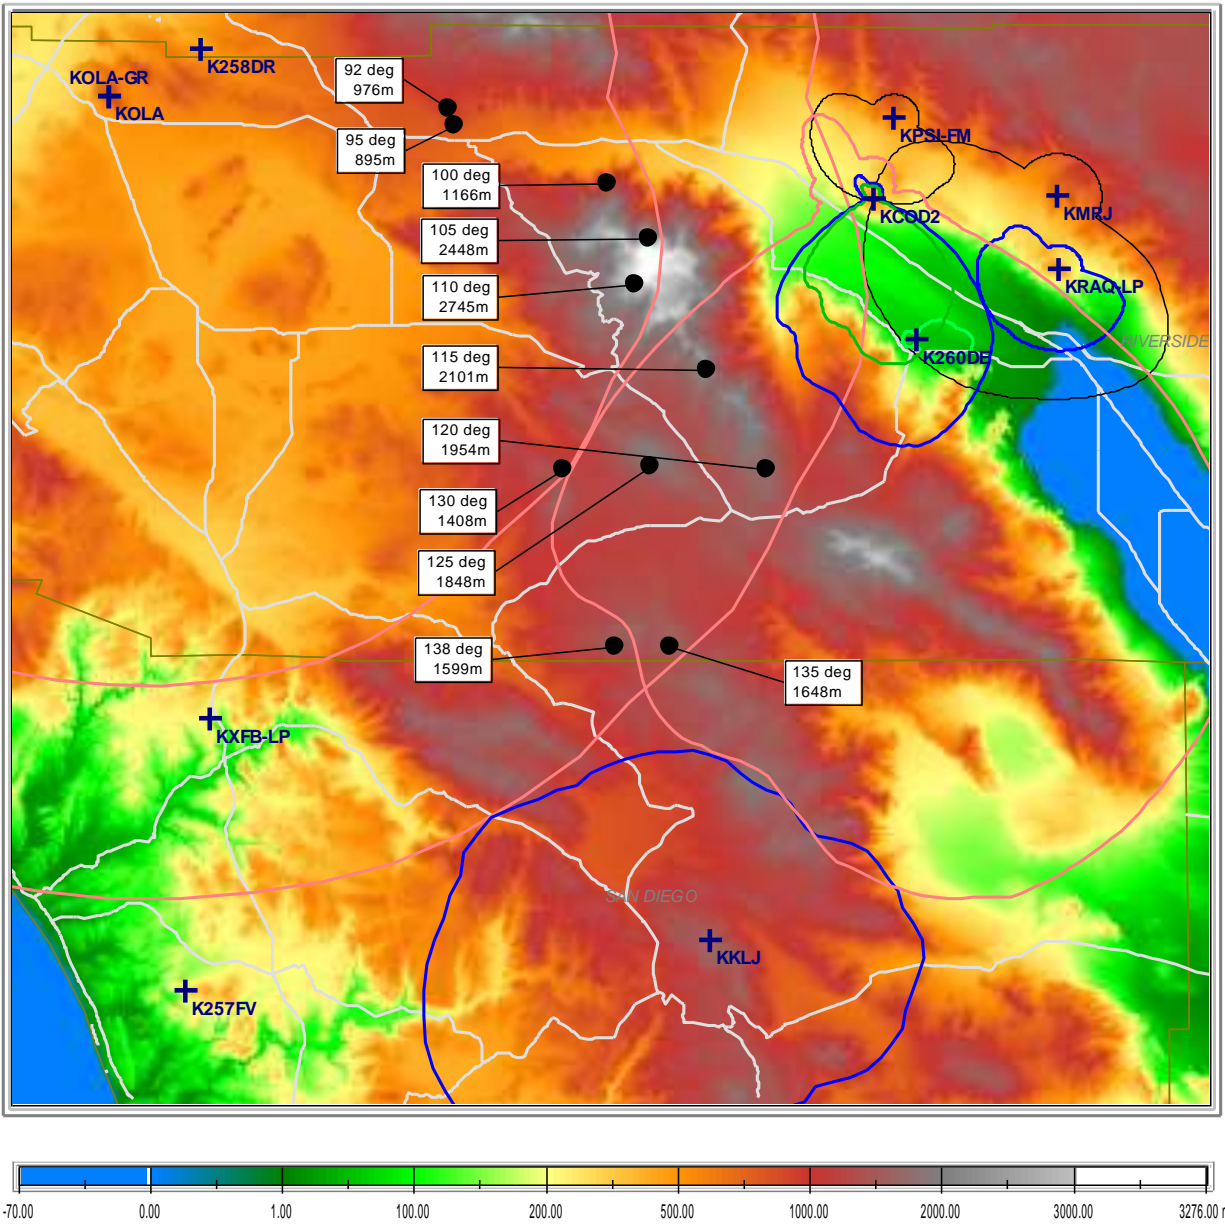 K258DR
KOLA-GR
KOLA
92 deg
976m
95 deg
895m
KPSI-FM
100 deg
1166m
KCOD2
KMRJ
105 deg
2448m
KRAQ-LP
110 deg
2745m
RIVERSIDE
K260DE
115 deg
2101m
120 deg
1954m
130 deg
1408m
125 deg
1848m
138 deg
1599m
135 deg
1648m
KXFB-LP
SAN DIEGO
KKLJ
K257FV
-70.00 0.00 1.00 100.00 200.00 500.00 1000.00 2000.00 3000.00 3276.00